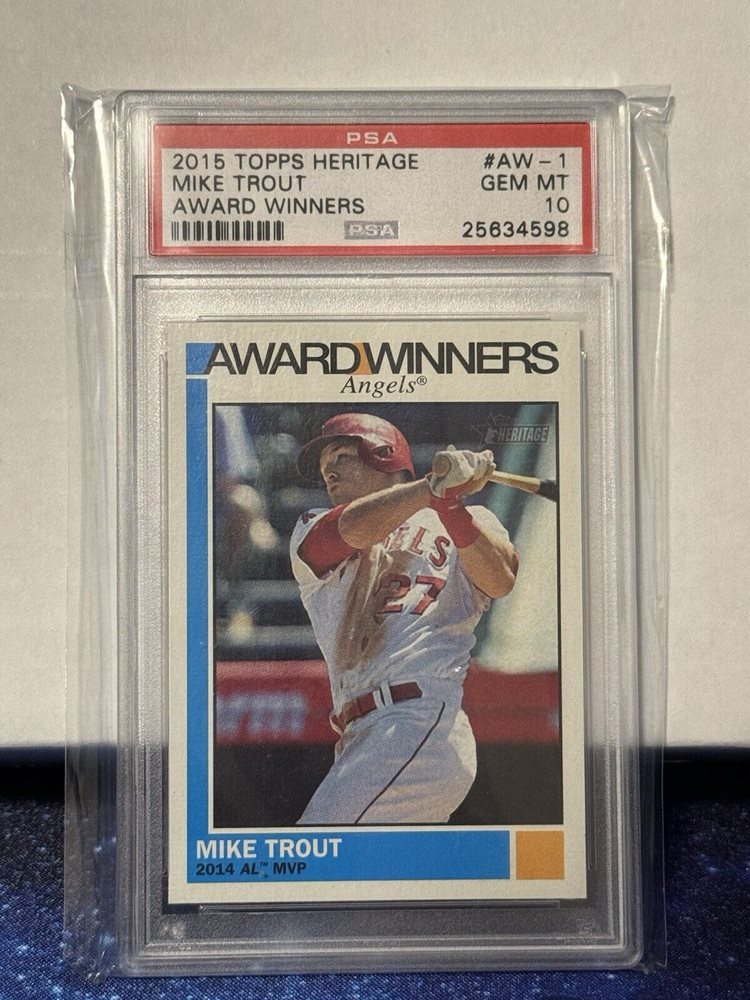 PSA
2015 TOPPS HERITAGE #AW-1
MIKE TROUT GEM MT
AWARD WINNERS 10
PSA 25634598
AWARD WINNERS
Angels®
HERITAGE
ELS
27
MIKE TROUT
2014 AL™ MVP